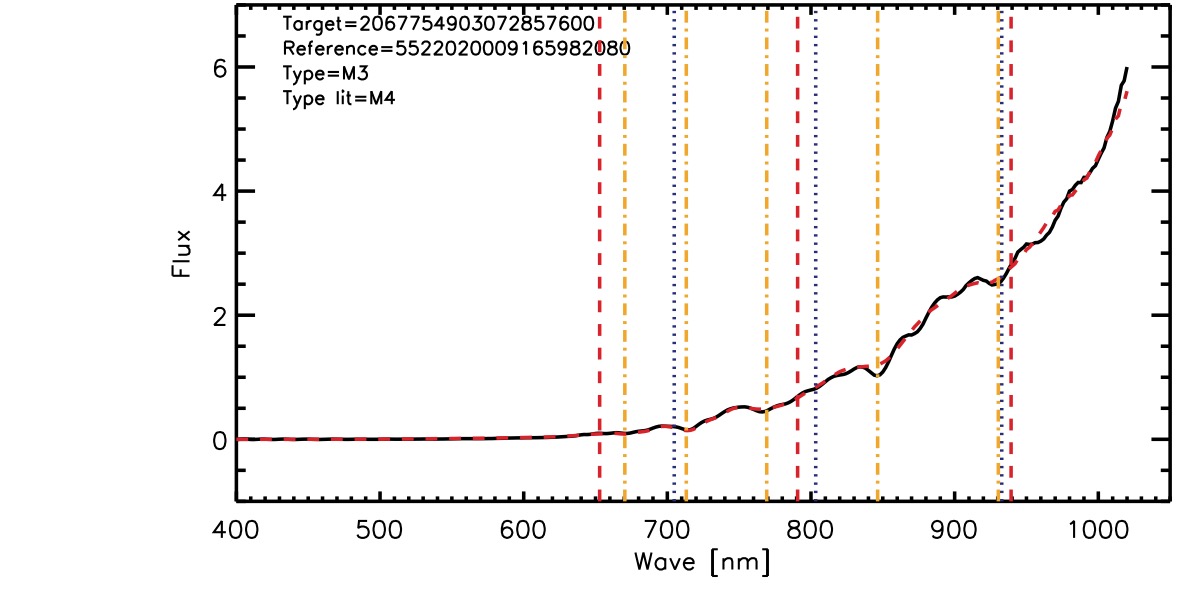 Target=2067754903072857600
Reference=5522020009165982080
Type=M3
Type lit=M4
6
4
2
0
Flux
400 500 600 700 800 900 1000
Wave [nm]